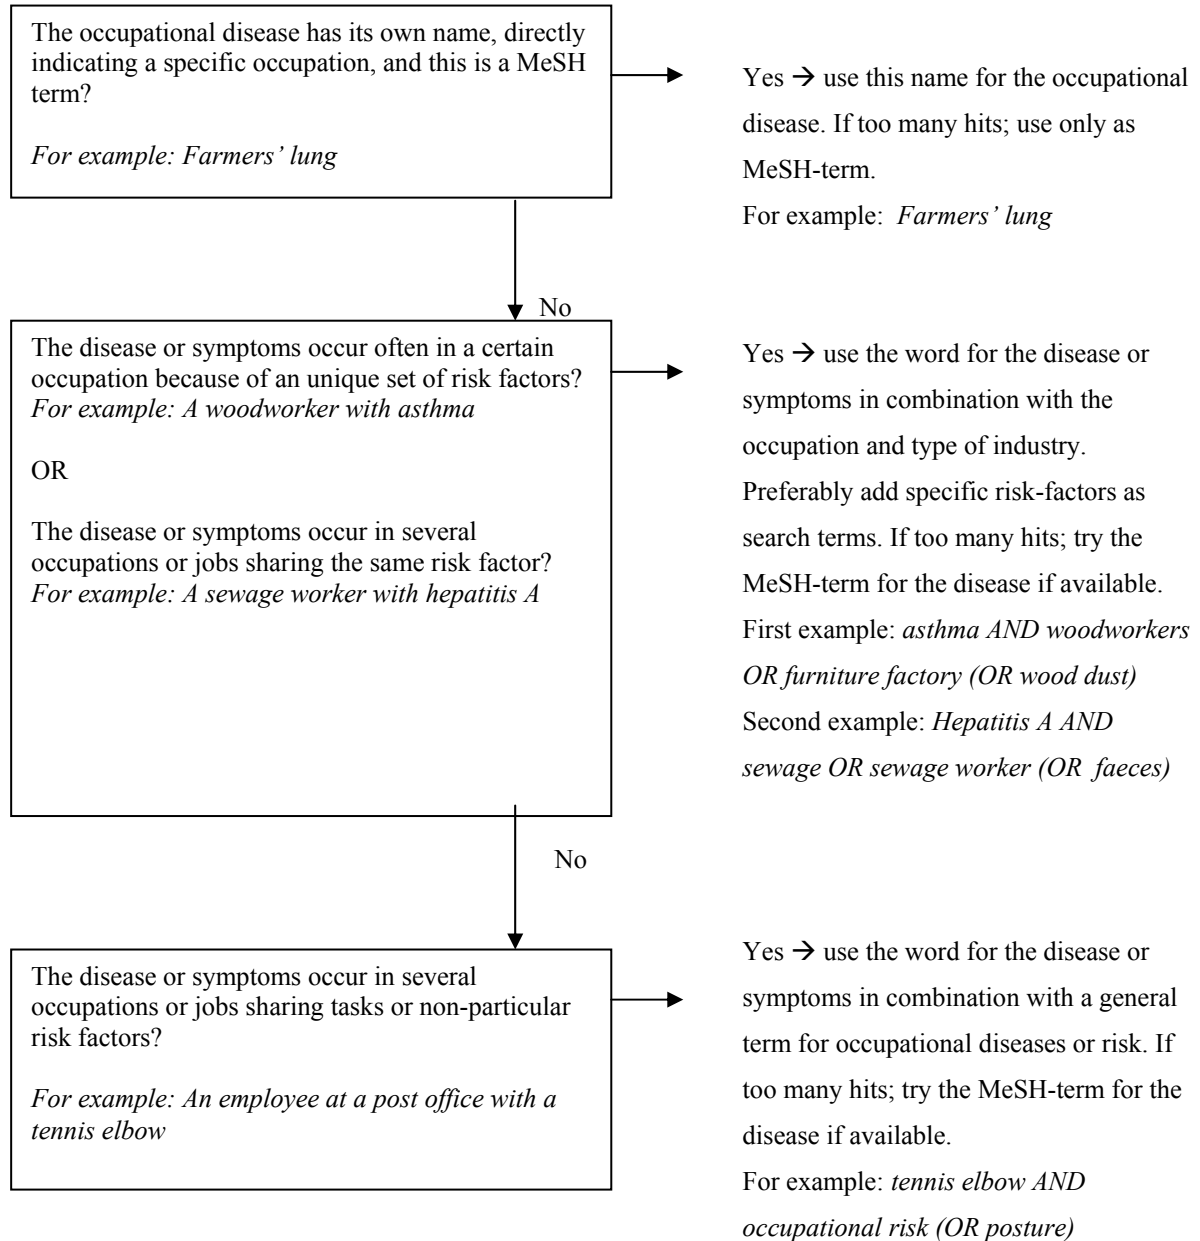 The occupational disease has its own name, directly
indicating a specific occupation, and this is a MeSH
term?
For example: Farmers’ lung
Yes → use this name for the occupational
disease. If too many hits; use only as
MeSH-term.
For example: Farmers’ lung
No
The disease or symptoms occur often in a certain
occupation because of an unique set of risk factors?
For example: A woodworker with asthma
OR
The disease or symptoms occur in several
occupations or jobs sharing the same risk factor?
For example: A sewage worker with hepatitis A
Yes → use the word for the disease or
symptoms in combination with the
occupation and type of industry.
Preferably add specific risk-factors as
search terms. If too many hits; try the
MeSH-term for the disease if available.
First example: asthma AND woodworkers
OR furniture factory (OR wood dust)
Second example: Hepatitis A AND
sewage OR sewage worker (OR faeces)
No
The disease or symptoms occur in several
occupations or jobs sharing tasks or non-particular
risk factors?
For example: An employee at a post office with a
tennis elbow
Yes → use the word for the disease or
symptoms in combination with a general
term for occupational diseases or risk. If
too many hits; try the MeSH-term for the
disease if available.
For example: tennis elbow AND
occupational risk (OR posture)